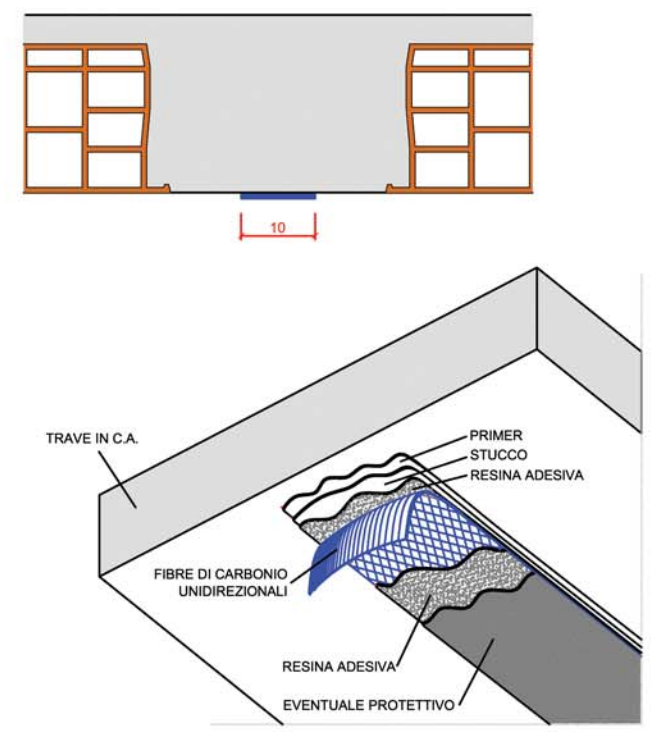 10
TRAVE IN C.A.
PRIMER
STUCCO
RESINA ADESIVA
FIBRE DI CARBONIO
UNIDIREZIONALI
RESINA ADESIVA
EVENTUALE PROTETTIVO